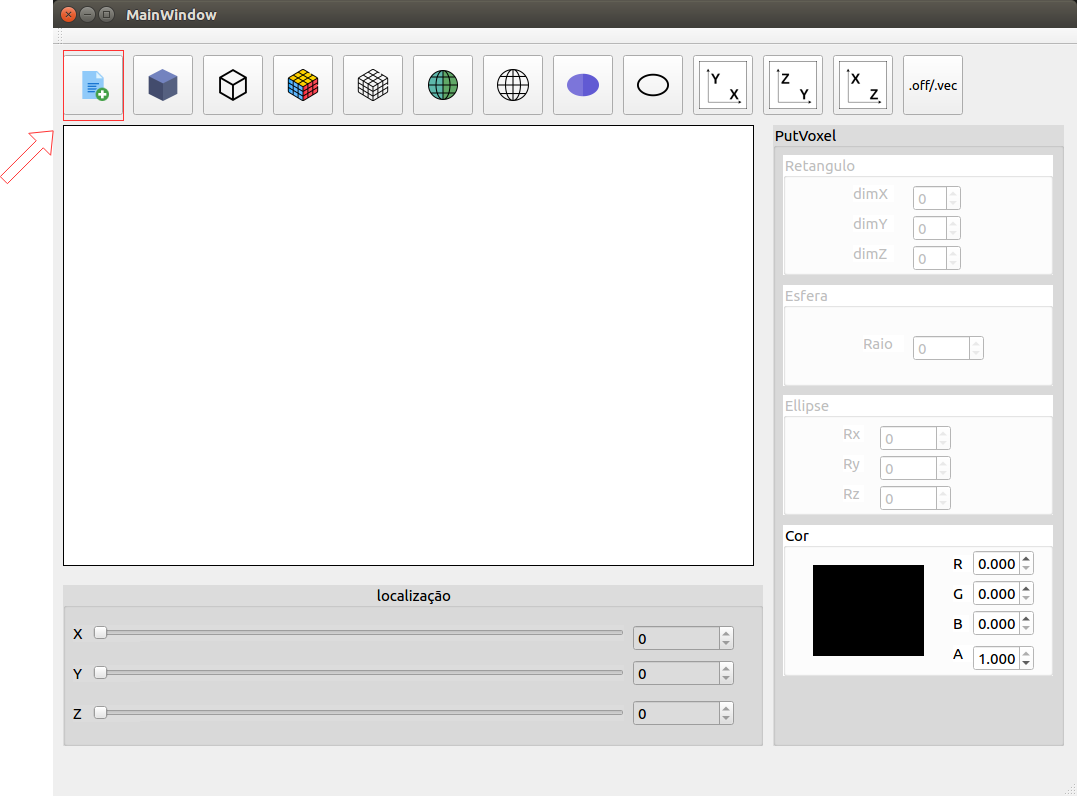 MainWindow
Y
X
Z
Y
X
Z
.off/.vec
PutVoxel
Retangulo
dimX 0
dimY 0
dimZ 0
Esfera
Raio 0
Ellipse
Rx 0
Ry 0
Rz 0
Cor
R 0.000
G 0.000
B 0.000
A 1.000
localização
X 0
Y 0
Z 0